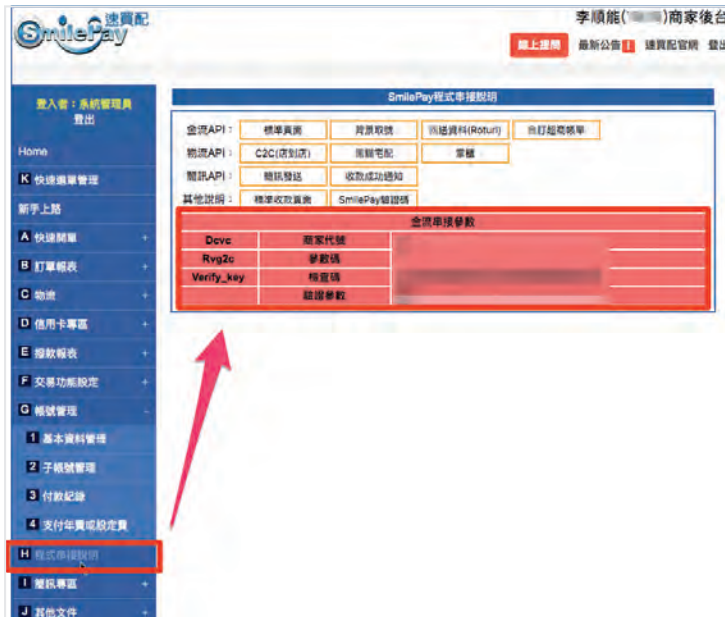 SmilePay 速買配
李順能( )商家後台
線上提問 最新公告 ! 速買配官網 登出
登入者：系統管理員
登出
Home
K 快速選單管理
新手上路
A 快速開單 +
B 訂單報表 +
C 物流 +
D 信用卡專區 +
E 撥款報表 +
F 交易功能設定 +
G 帳號管理 -
1 基本資料管理
2 子帳號管理
3 付款紀錄
4 支付年費或設定費
H 程式串接說明
I 簡訊專區 +
J 其他文件 +
SmilePay程式串接說明
金流API： 標準頁面 背景取號 回送資料(Roturl) 自訂超商帳單
物流API： C2C(店到店) 黑貓宅配 掌櫃
簡訊API： 簡訊發送 收款成功通知
其他說明： 標準收款頁面 SmilePay驗證碼
金流串接參數
Dcvc 商家代號
Rvg2c 參數碼
Verify_key 檢查碼
驗證參數